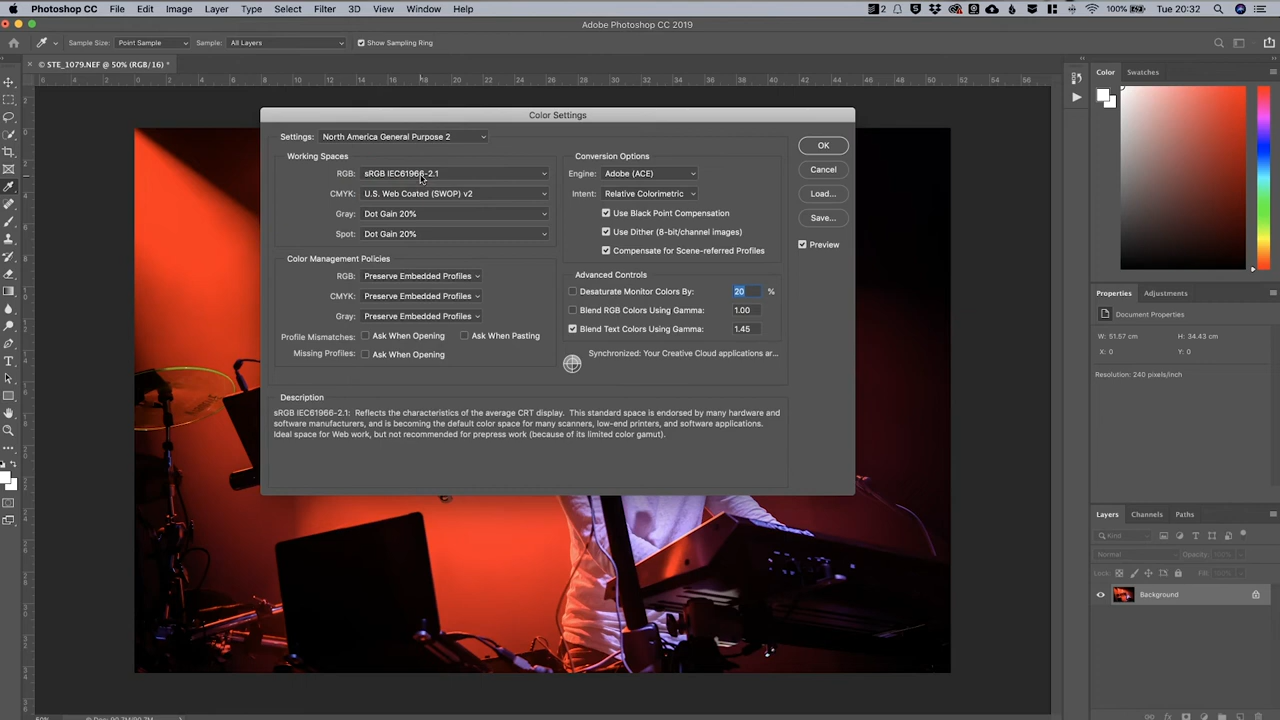 Photoshop CC File Edit Image Layer Type Select Filter 3D View Window Help 2 100% Tue 20:32
Adobe Photoshop CC 2019
Sample Size: Point Sample Sample: All Layers Show Sampling Ring
© STE_1079.NEF @ 50% (RGB/16) *
Color Swatches
Color Settings
Settings: North America General Purpose 2
Working Spaces
RGB: sRGB IEC61966-2.1
CMYK: U.S. Web Coated (SWOP) v2
Gray: Dot Gain 20%
Spot: Dot Gain 20%
Color Management Policies
RGB: Preserve Embedded Profiles
CMYK: Preserve Embedded Profiles
Gray: Preserve Embedded Profiles
Profile Mismatches: Ask When Opening Ask When Pasting
Missing Profiles: Ask When Opening
Conversion Options
Engine: Adobe (ACE)
Intent: Relative Colorimetric
Use Black Point Compensation
Use Dither (8-bit/channel images)
Compensate for Scene-referred Profiles
Advanced Controls
Desaturate Monitor Colors By: 20 %
Blend RGB Colors Using Gamma: 1.00
Blend Text Colors Using Gamma: 1.45
Synchronized: Your Creative Cloud applications ar...
OK
Cancel
Load...
Save...
Preview
Description
sRGB IEC61966-2.1: Reflects the characteristics of the average CRT display. This standard space is endorsed by many hardware and
software manufacturers, and is becoming the default color space for many scanners, low-end printers, and software applications.
Ideal space for Web work, but not recommended for prepress work (because of its limited color gamut).
Properties Adjustments
Document Properties
W: 51.57 cm H: 34.43 cm
X: 0 Y: 0
Resolution: 240 pixels/inch
Layers Channels Paths
Kind
Normal Opacity: 100%
Lock: Fill: 100%
Background